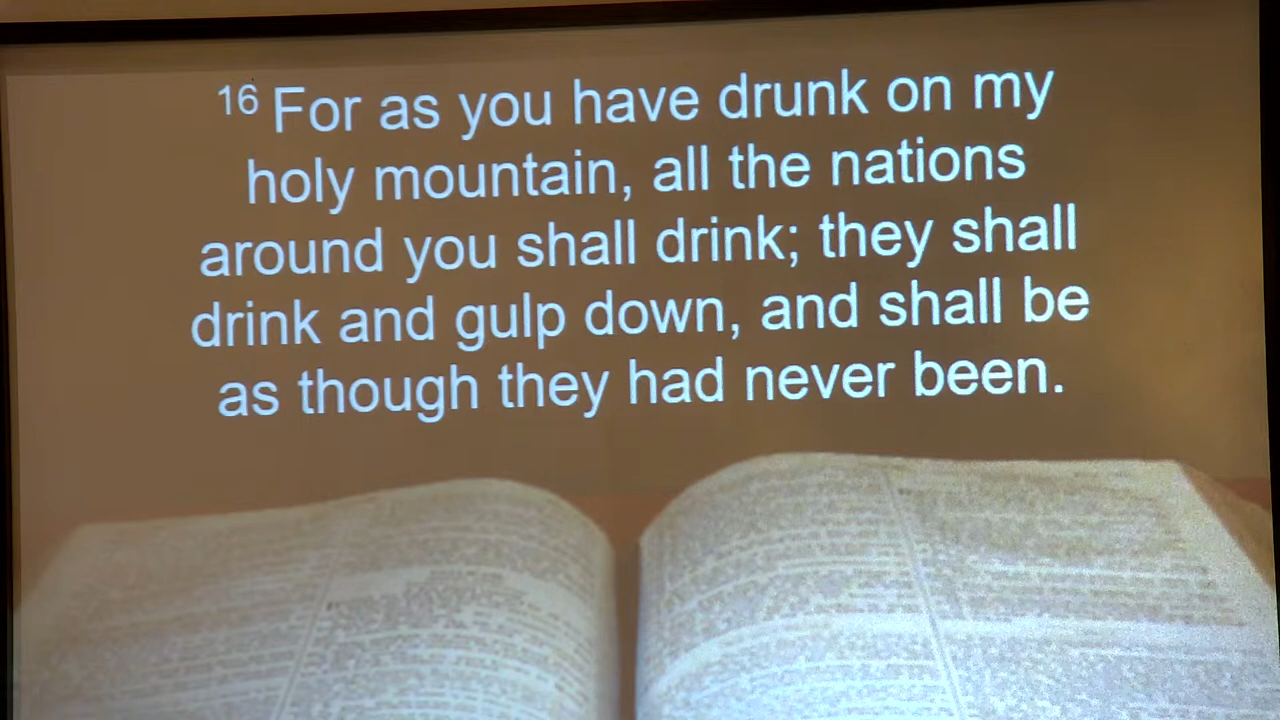 16 For as you have drunk on my
holy mountain, all the nations
around you shall drink; they shall
drink and gulp down, and shall be
as though they had never been.